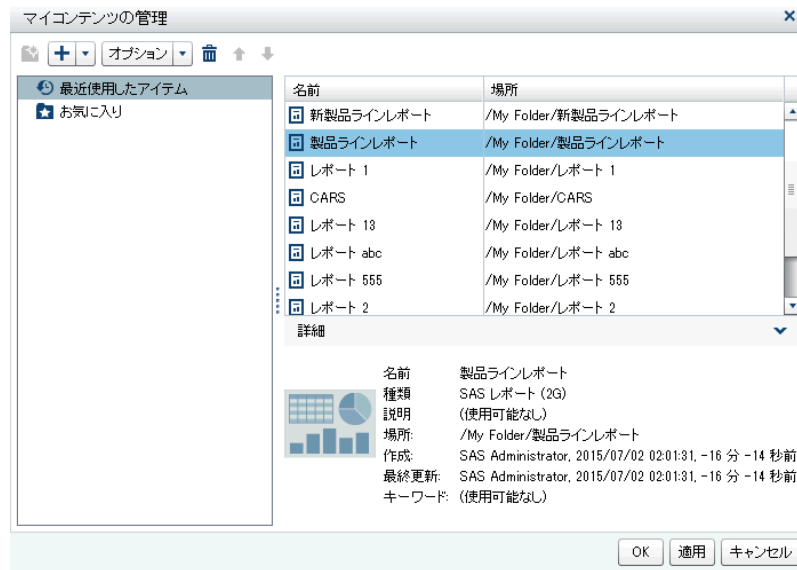 マイコンテンツの管理
オプション
最近使用したアイテム
お気に入り
名前 場所
新製品ラインレポート /My Folder/新製品ラインレポート
製品ラインレポート /My Folder/製品ラインレポート
レポート 1 /My Folder/レポート 1
CARS /My Folder/CARS
レポート 13 /My Folder/レポート 13
レポート abc /My Folder/レポート abc
レポート 555 /My Folder/レポート 555
レポート 2 /My Folder/レポート 2
詳細
名前 製品ラインレポート
種類 SAS レポート (2G)
説明 (使用可能なし)
場所: /My Folder/製品ラインレポート
作成: SAS Administrator, 2015/07/02 02:01:31, -16 分 -14 秒前
最終更新: SAS Administrator, 2015/07/02 02:01:31, -16 分 -14 秒前
キーワード: (使用可能なし)
OK 適用 キャンセル